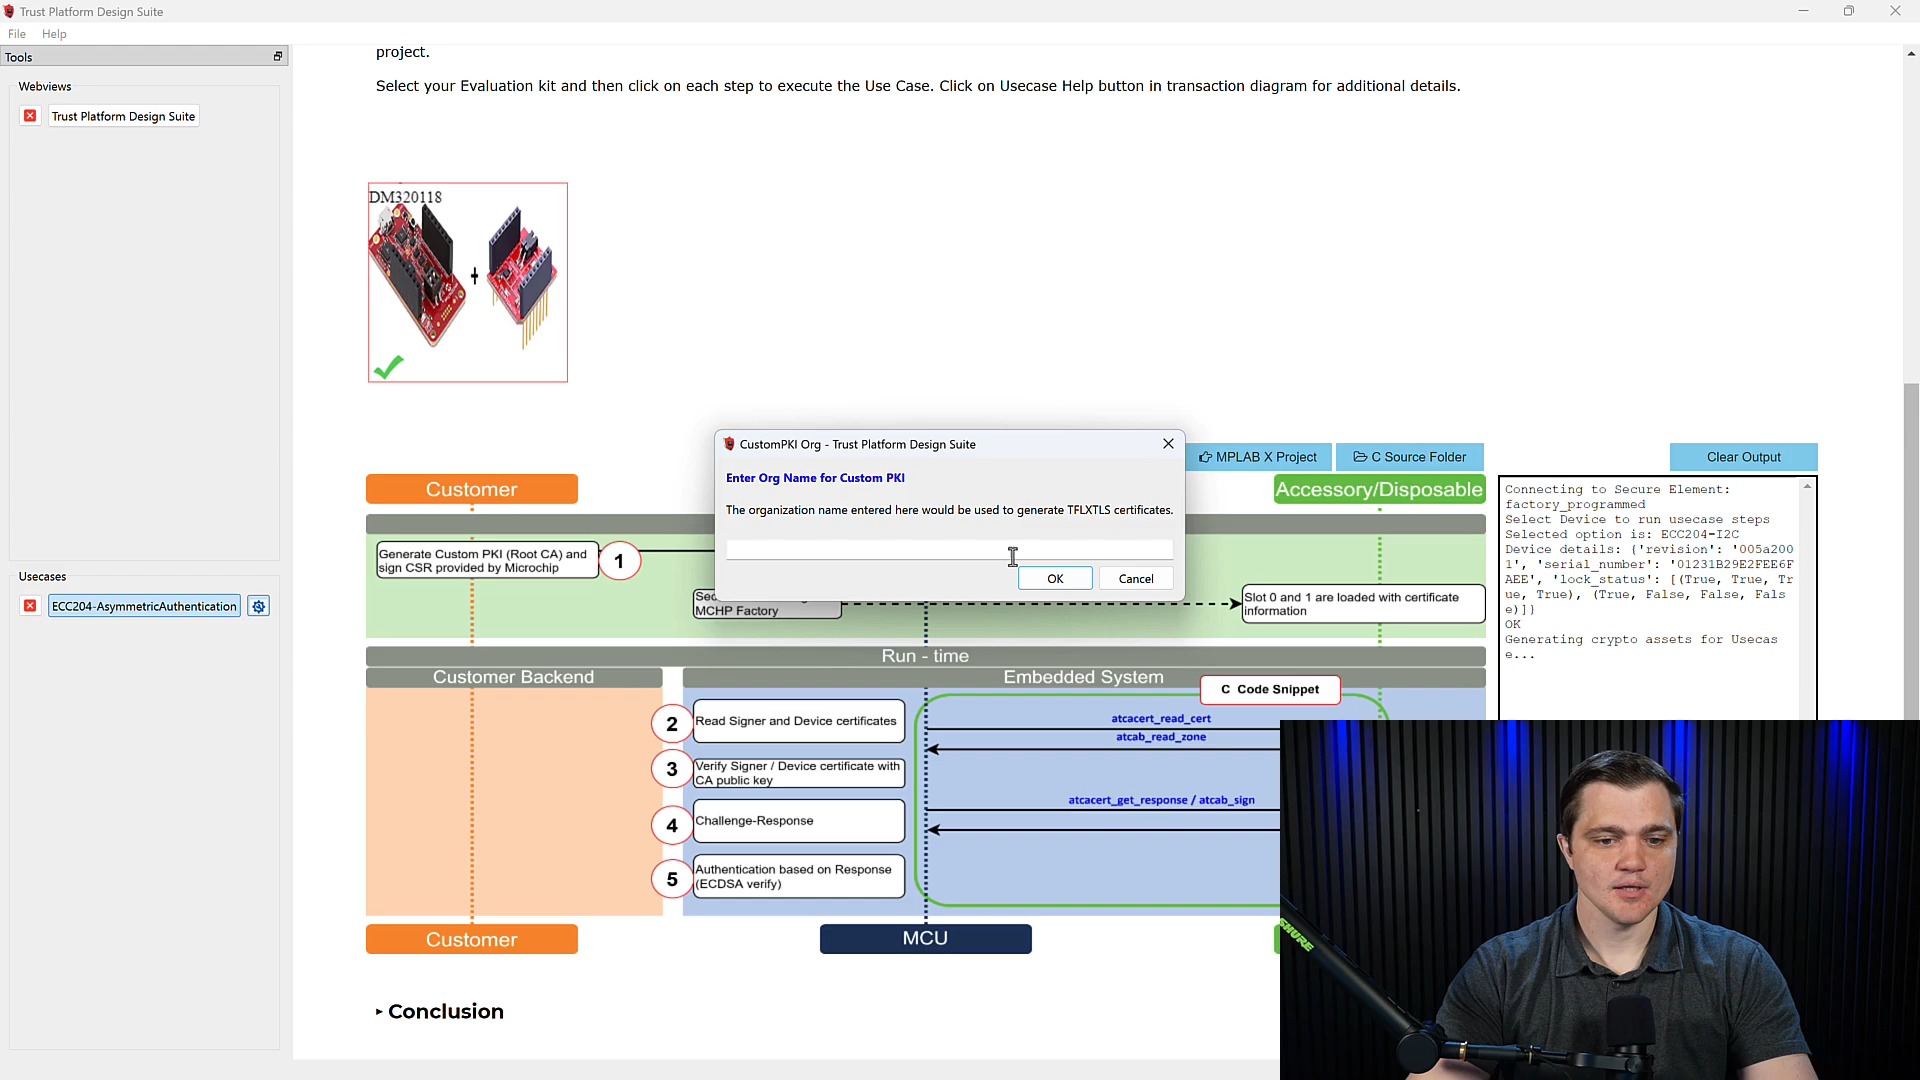 Trust Platform Design Suite
File Help
Tools
Webviews
Trust Platform Design Suite
Usecases
ECC204-AsymmetricAuthentication
project.
Select your Evaluation kit and then click on each step to execute the Use Case. Click on Usecase Help button in transaction diagram for additional details.
DM320118
+
MPLAB X Project
C Source Folder
Clear Output
CustomPKI Org - Trust Platform Design Suite
Enter Org Name for Custom PKI
The organization name entered here would be used to generate TFLXTLS certificates.
OK
Cancel
Customer
Accessory/Disposable
Generate Custom PKI (Root CA) and
sign CSR provided by Microchip
1
MCHP Factory
Slot 0 and 1 are loaded with certificate
information
Run - time
Customer Backend
Embedded System
C Code Snippet
2
Read Signer and Device certificates
atcacert_read_cert
atcab_read_zone
3
Verify Signer / Device certificate with
CA public key
4
Challenge-Response
atcacert_get_response / atcab_sign
5
Authentication based on Response
(ECDSA verify)
Customer
MCU
Conclusion
Connecting to Secure Element:
factory_programmed
Select Device to run usecase steps
Selected option is: ECC204-I2C
Device details: {'revision': '005a200
1', 'serial_number': '01231B29E2FEE6F
AEE', 'lock_status': [(True, True, Tr
ue, True), (True, False, False, Fals
e)]}
OK
Generating crypto assets for Usecas
e...
SHURE